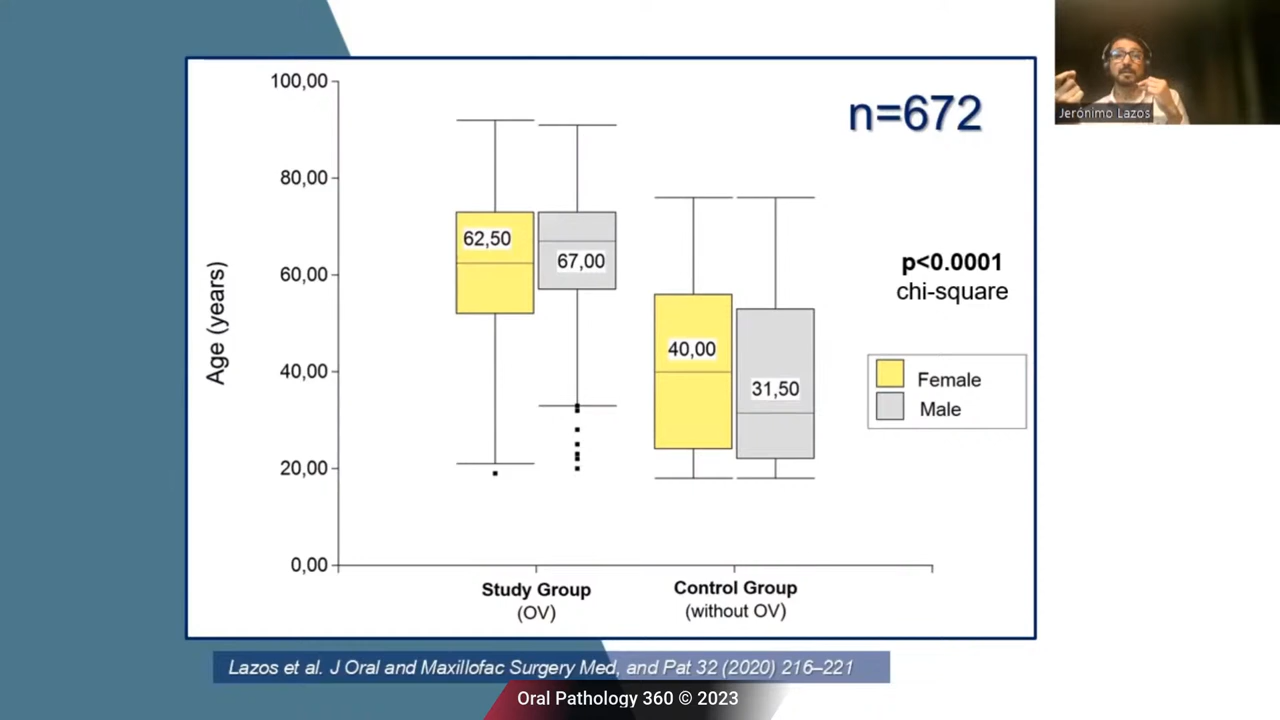 n=672
Jerónimo Lazos
100,00
80,00
60,00
40,00
20,00
0,00
Age (years)
62,50
67,00
40,00
31,50
p<0.0001
chi-square
Female
Male
Study Group
(OV)
Control Group
(without OV)
Lazos et al. J Oral and Maxillofac Surgery Med, and Pat 32 (2020) 216–221
Oral Pathology 360 © 2023